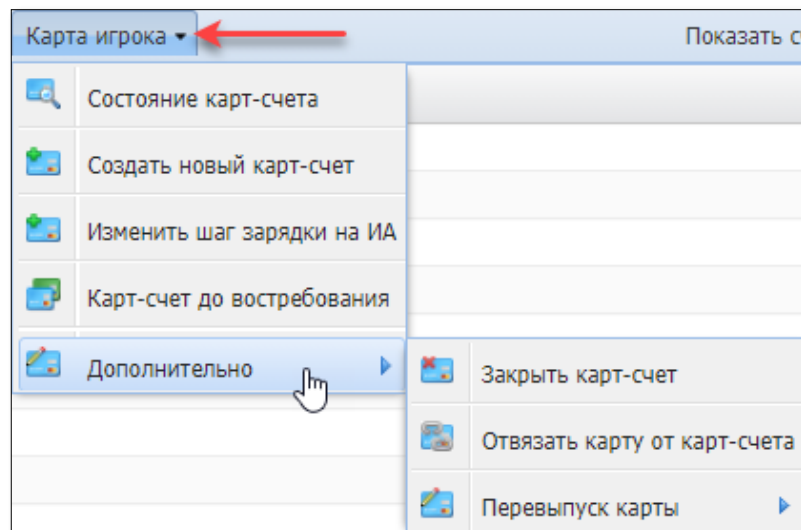 Карта игрока
Показать с
Состояние карт-счета
Создать новый карт-счет
Изменить шаг зарядки на ИА
Карт-счет до востребования
Дополнительно
Закрыть карт-счет
Отвязать карту от карт-счета
Перевыпуск карты